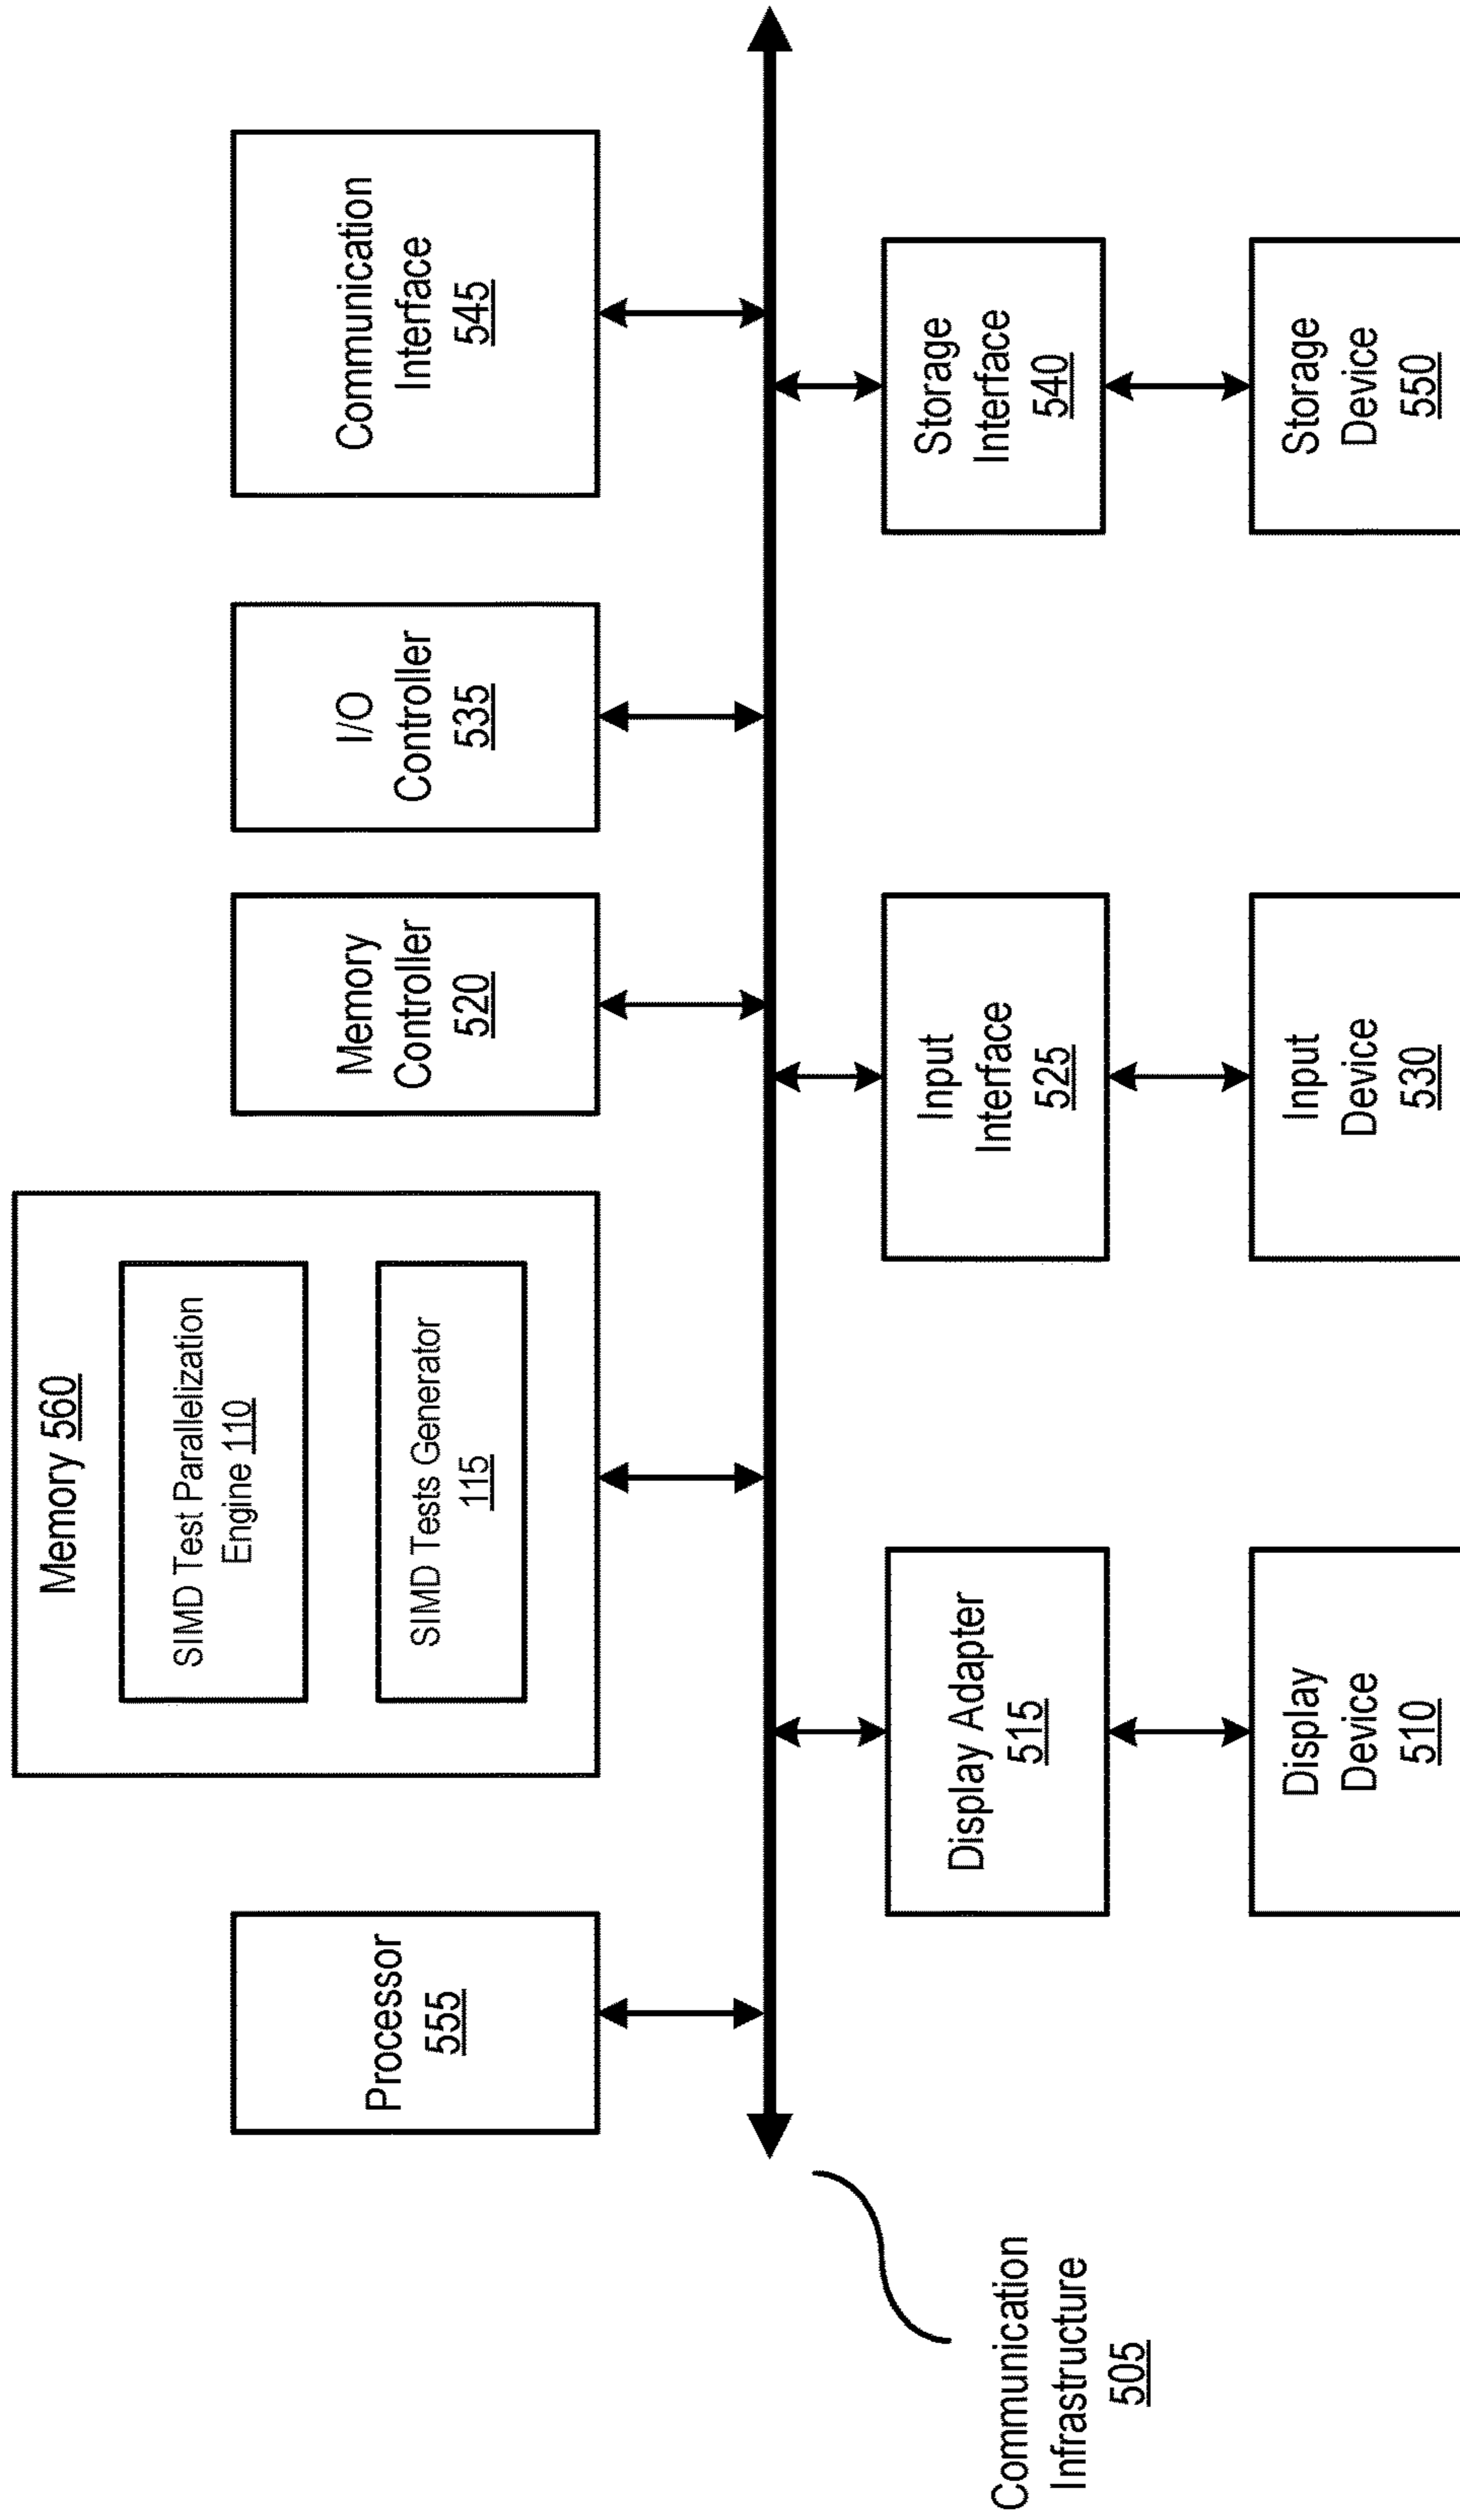 Memory 560
SIMD Test Parallelization
Engine 110
SIMD Tests Generator
115
Processor
555
Memory
Controller
520
I/O
Controller
535
Communication
Interface
545
Communication
Infrastructure
505
Display Adapter
515
Input
Interface
525
Storage
Interface
540
Display
Device
510
Input
Device
530
Storage
Device
550